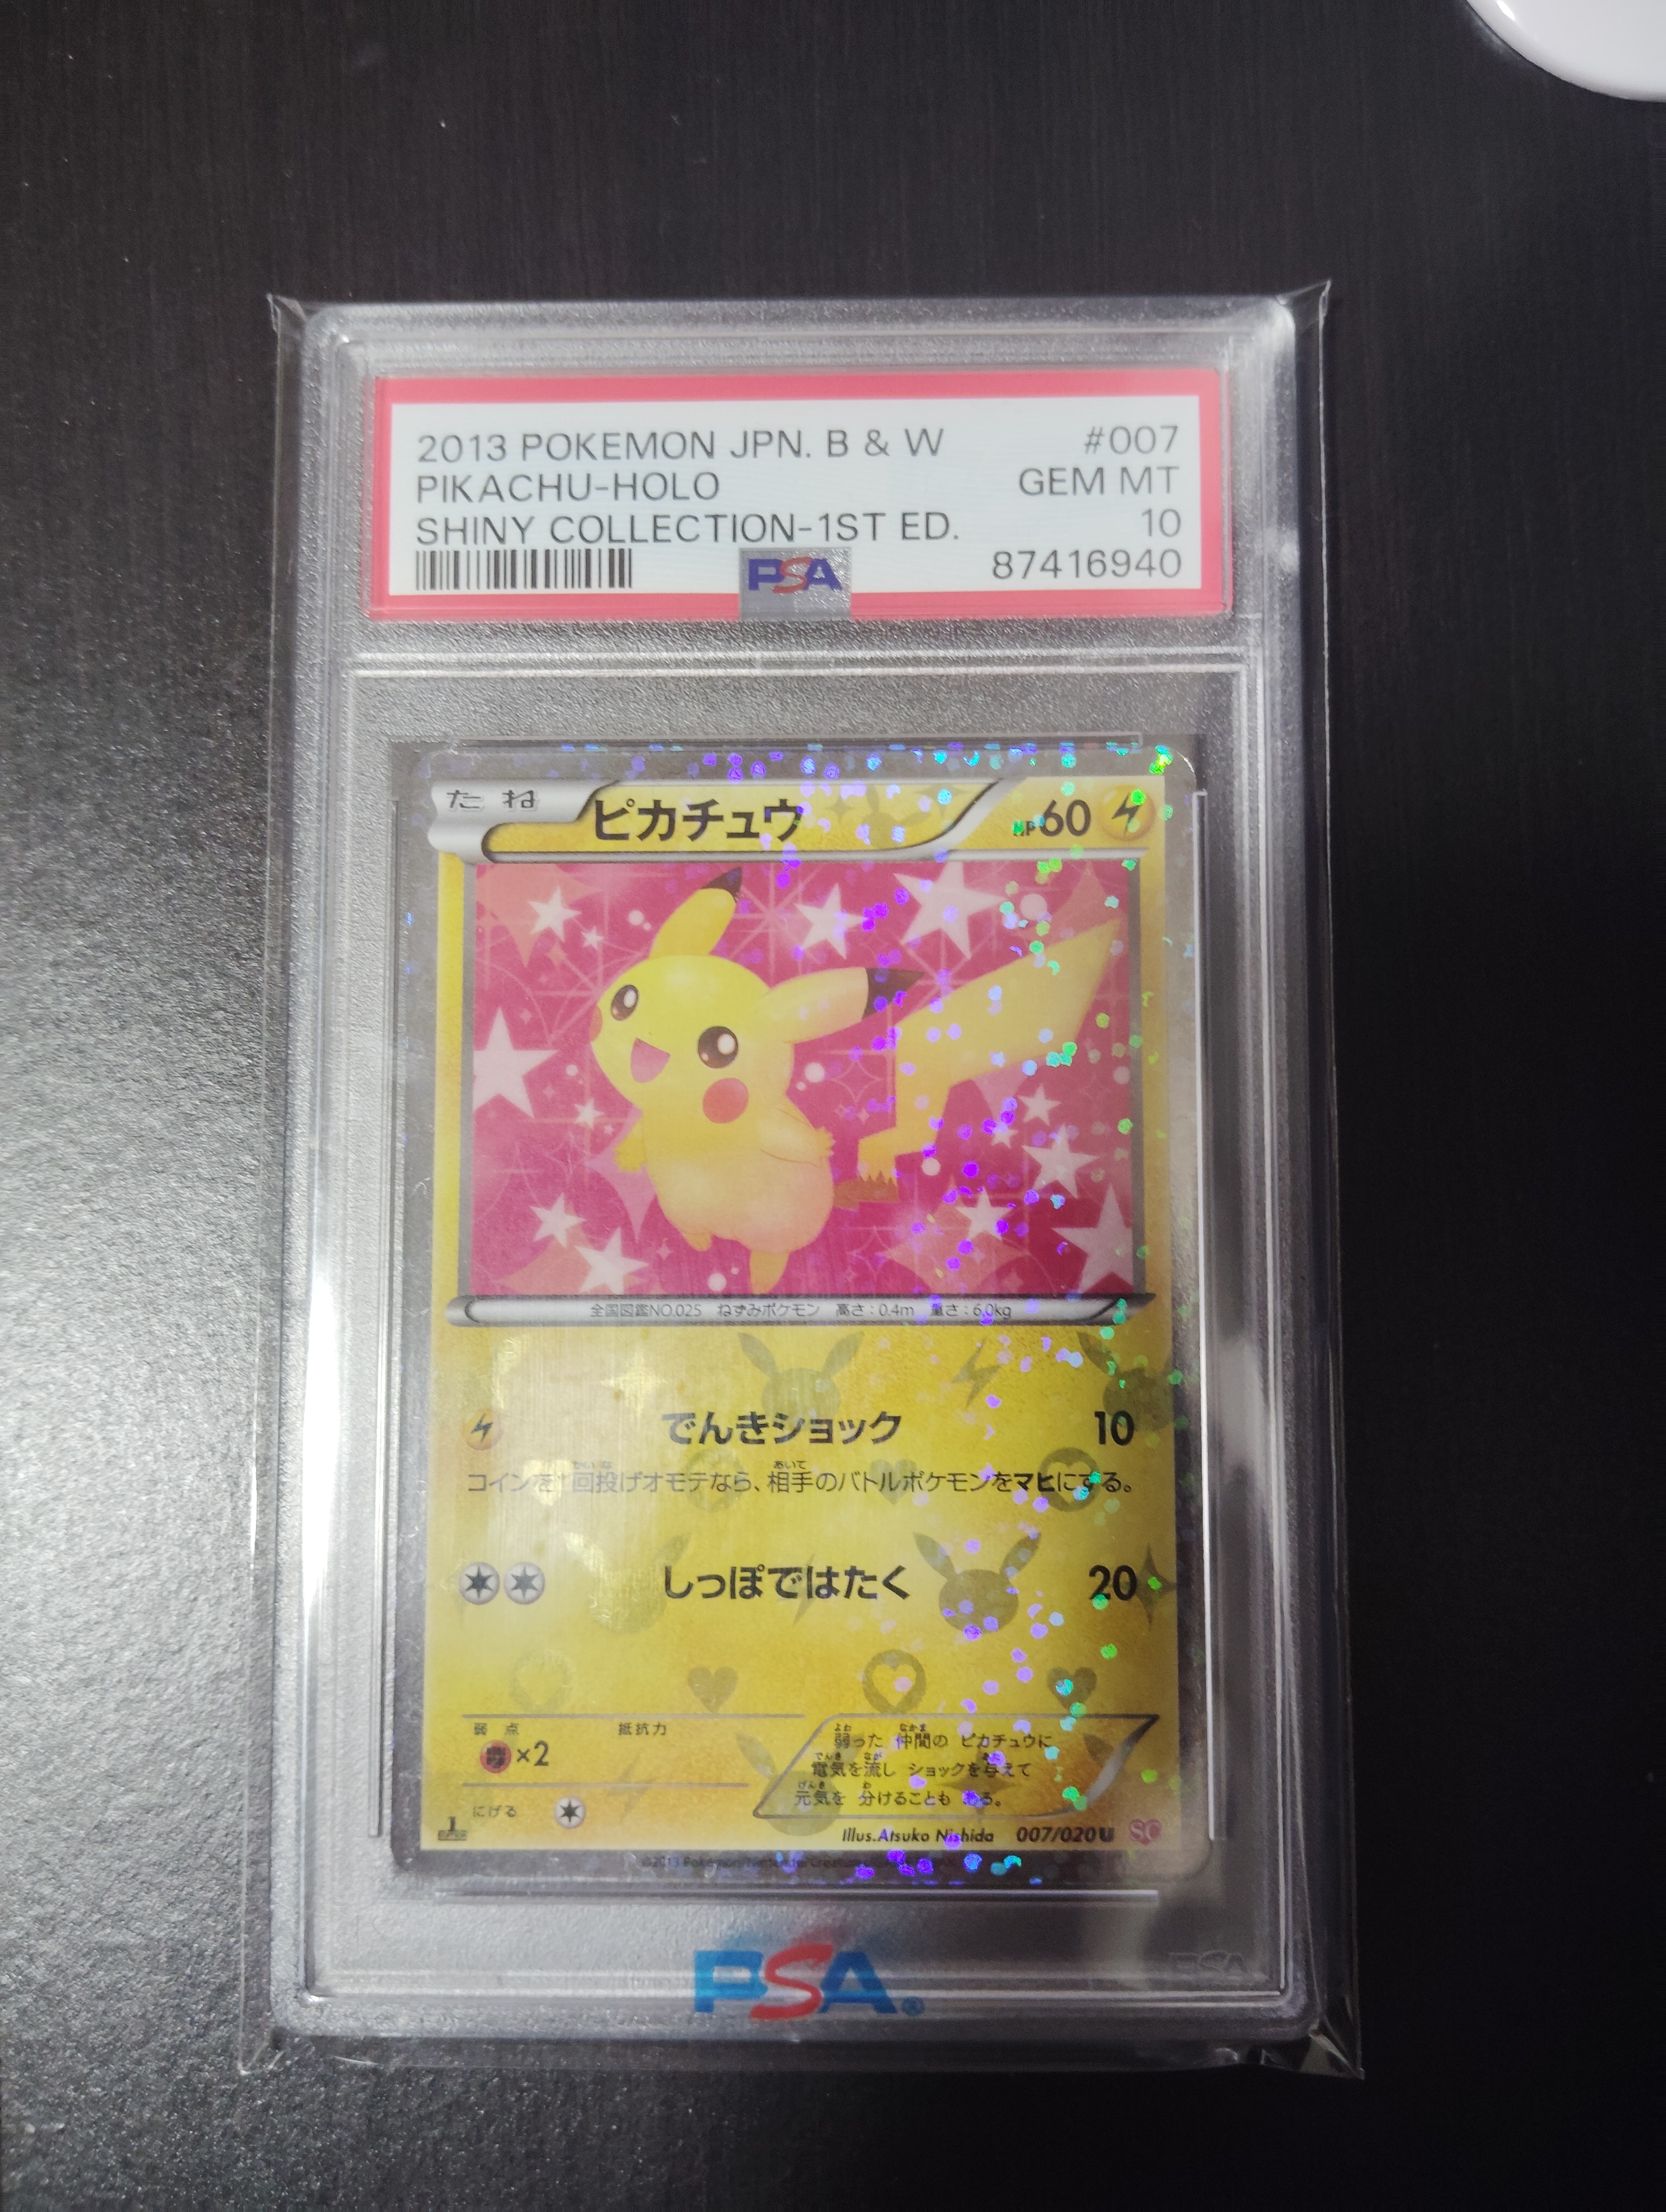 2013 POKEMON JPN. B & W #007
PIKACHU-HOLO GEM MT
SHINY COLLECTION-1ST ED. 10
PSA 87416940
たね ピカチュウ HP60
全国図鑑NO.025 ねずみポケモン 高さ:0.4m 重さ:6.0kg
でんきショック 10
コインを1回投げオモテなら、相手のバトルポケモンをマヒにする。
しっぽではたく 20
弱点 抵抗力
×2
にげる
弱った 仲間の ピカチュウに
電気を流し ショックを与えて
元気を 分けることも ある。
Illus.Atsuko Nishida 007/020 U SC
©2013 Pokémon/Nintendo/Creatures
PSA®
PSA